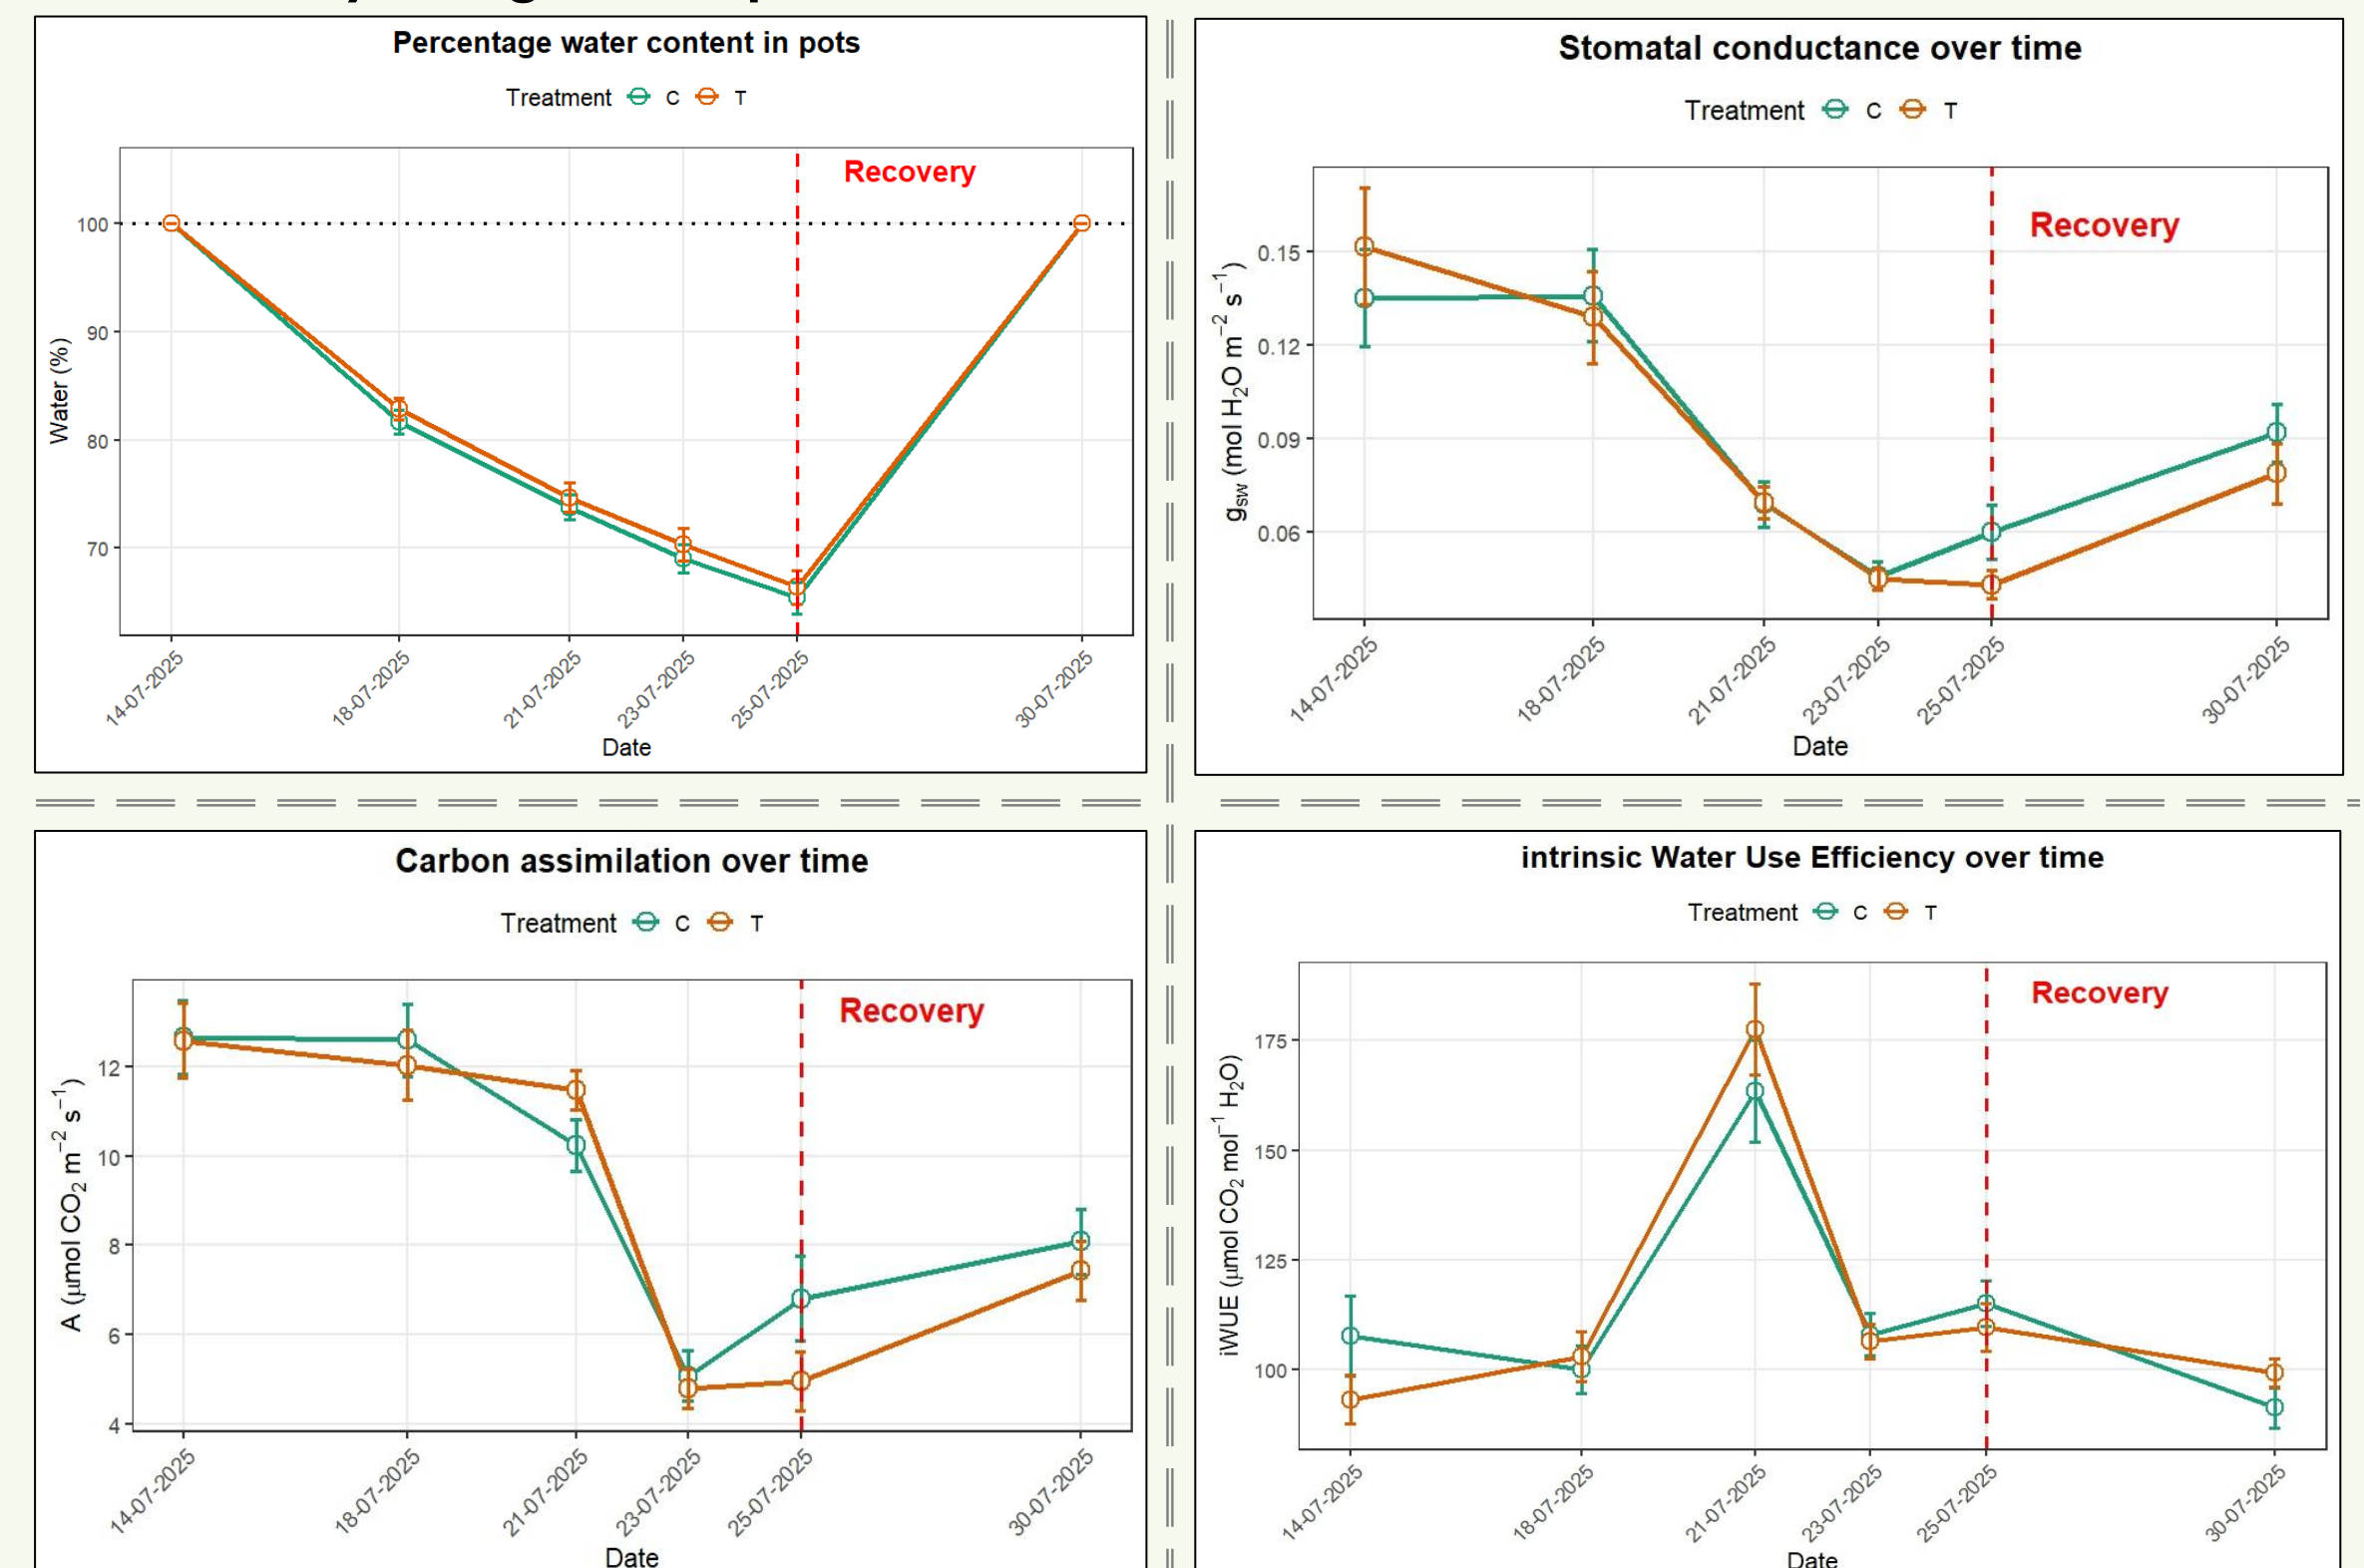 Percentage water content in pots
Treatment C T
Recovery
100
90
80
70
Water (%)
14-07-2025 18-07-2025 21-07-2025 23-07-2025 25-07-2025 30-07-2025
Date
Stomatal conductance over time
Treatment C T
Recovery
0.15
0.12
0.09
0.06
g_sw (mol H₂O m⁻² s⁻¹)
14-07-2025 18-07-2025 21-07-2025 23-07-2025 25-07-2025 30-07-2025
Date
Carbon assimilation over time
Treatment C T
Recovery
12
10
8
6
4
A (μmol CO₂ m⁻² s⁻¹)
14-07-2025 18-07-2025 21-07-2025 23-07-2025 25-07-2025 30-07-2025
Date
intrinsic Water Use Efficiency over time
Treatment C T
Recovery
175
150
125
100
iWUE (μmol CO₂ mol⁻¹ H₂O)
14-07-2025 18-07-2025 21-07-2025 23-07-2025 25-07-2025 30-07-2025
Date